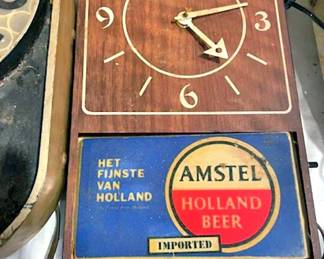 9
3
6
HET
FIJNSTE
VAN
HOLLAND
AMSTEL
HOLLAND
BEER
IMPORTED